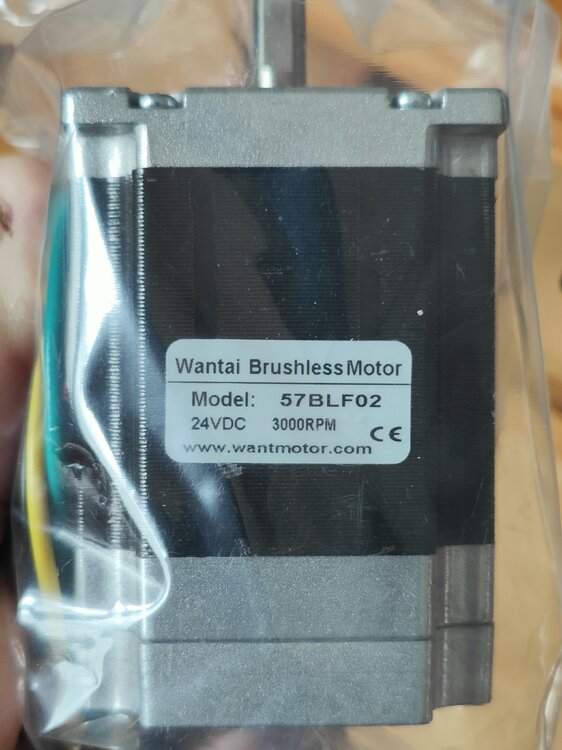 Wantai Brushless Motor
Model: 57BLF02
24VDC 3000RPM CE
www.wantmotor.com